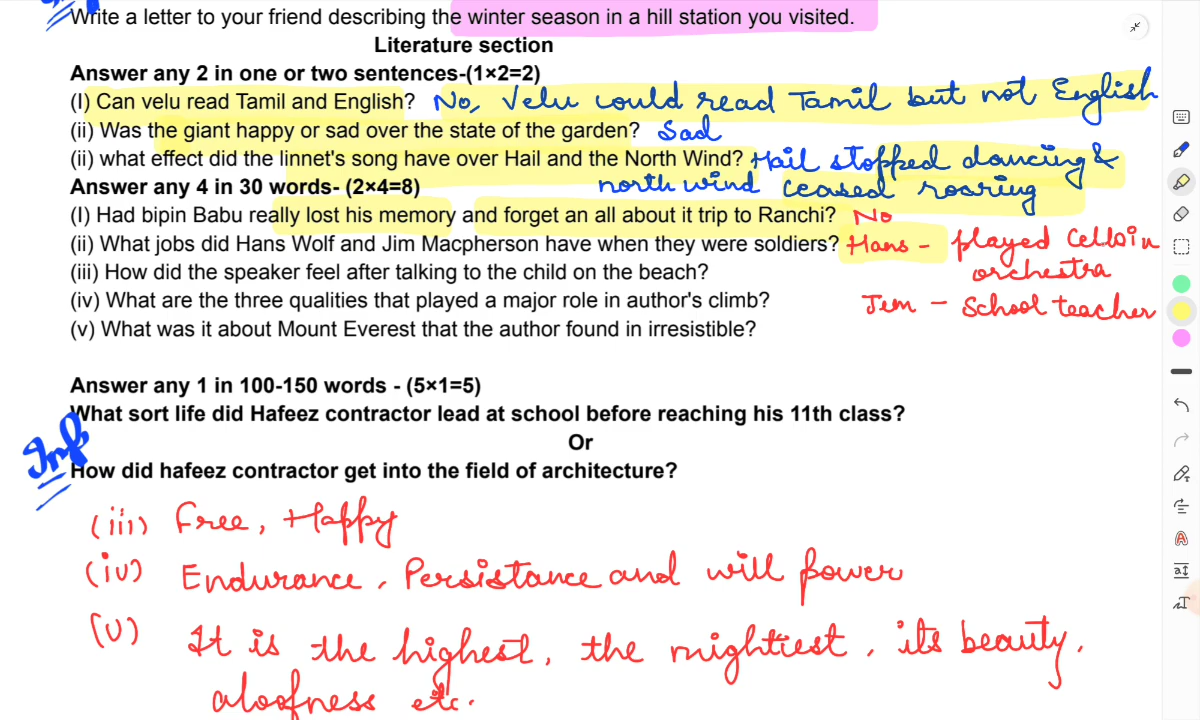 Write a letter to your friend describing the winter season in a hill station you visited.
Literature section
Answer any 2 in one or two sentences-(1×2=2)
(I) Can velu read Tamil and English? No, Velu could read Tamil but not English
(ii) Was the giant happy or sad over the state of the garden? Sad
(ii) what effect did the linnet's song have over Hail and the North Wind? Hail stopped dancing &
north wind ceased roaring
Answer any 4 in 30 words- (2×4=8)
(I) Had bipin Babu really lost his memory and forget an all about it trip to Ranchi? No
(ii) What jobs did Hans Wolf and Jim Macpherson have when they were soldiers? Hans - played Cello in
orchestra
(iii) How did the speaker feel after talking to the child on the beach?
(iv) What are the three qualities that played a major role in author's climb? Jem - School teacher
(v) What was it about Mount Everest that the author found in irresistible?
Answer any 1 in 100-150 words - (5×1=5)
What sort life did Hafeez contractor lead at school before reaching his 11th class?
Or
Imp
How did hafeez contractor get into the field of architecture?
(iii) Free, Happy
(iv) Endurance, Persistance and will power
(v) It is the highest, the mightiest, its beauty,
aloofness etc.